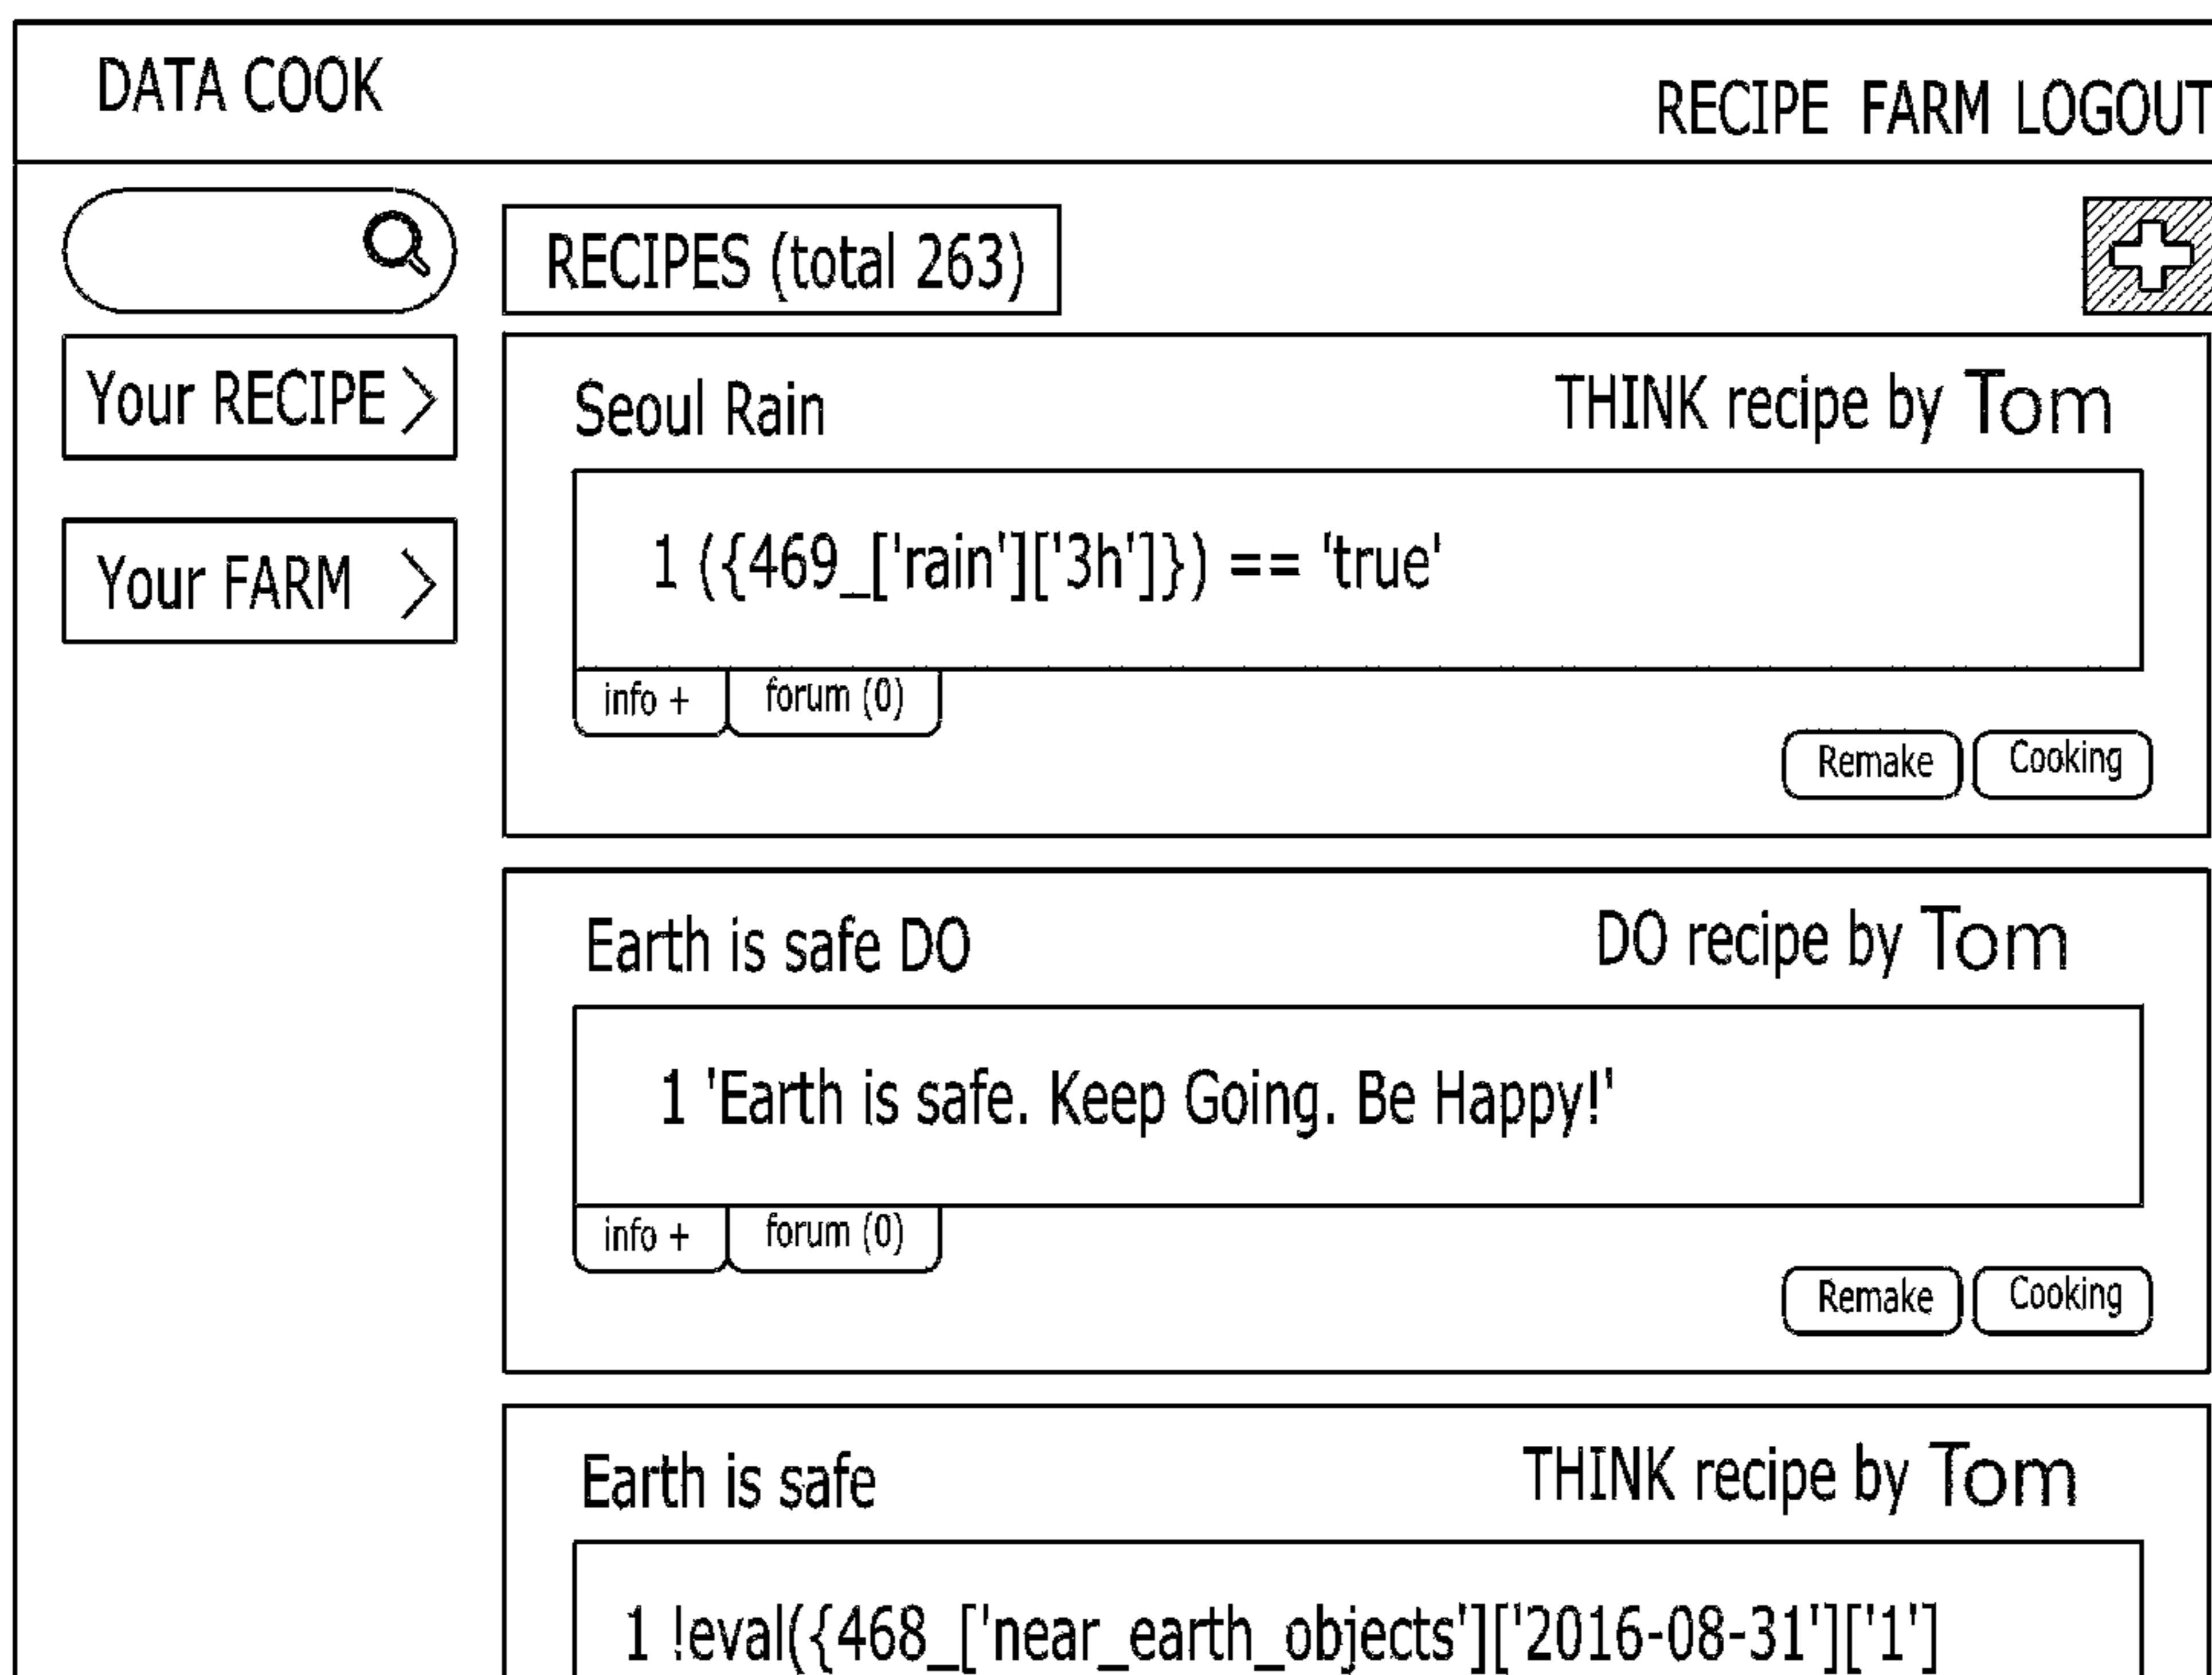 DATA COOK
RECIPE FARM LOGOUT
RECIPES (total 263)
Your RECIPE
Your FARM
Seoul Rain
THINK recipe by Tom
1 ({469_['rain']['3h']}) == 'true'
info +
forum (0)
Remake
Cooking
Earth is safe DO
DO recipe by Tom
1 'Earth is safe. Keep Going. Be Happy!'
info +
forum (0)
Remake
Cooking
Earth is safe
THINK recipe by Tom
1 !eval({468_['near_earth_objects']['2016-08-31']['1']